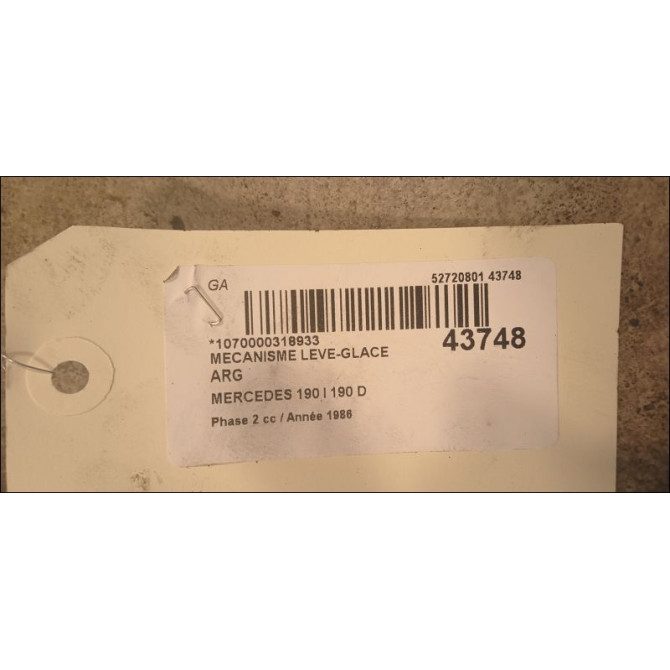 GA
52720801 43748
*1070000318933
43748
MECANISME LEVE-GLACE
ARG
MERCEDES 190 I 190 D
Phase 2 cc / Année 1986